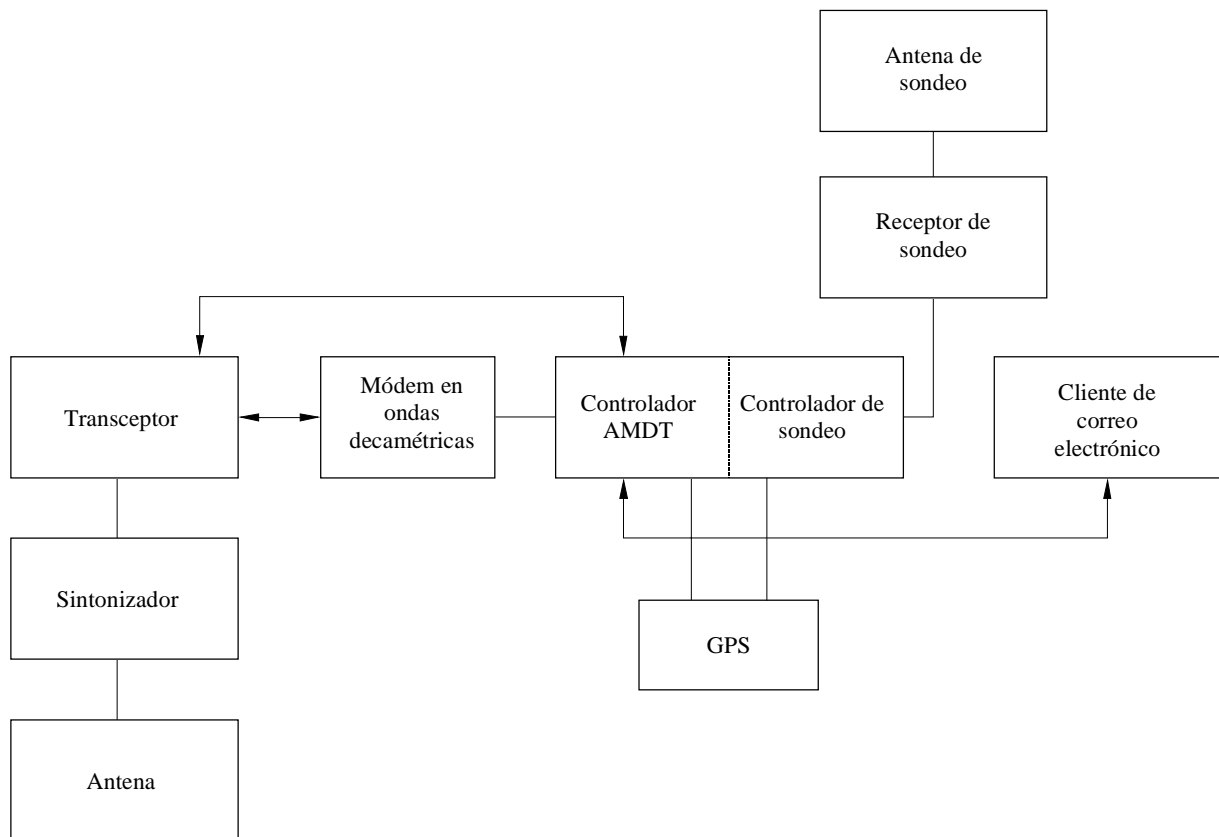 Antena de
sondeo
Receptor de
sondeo
Transceptor
Módem en
ondas
decamétricas
Controlador
AMDT
Controlador de
sondeo
Cliente de
correo
electrónico
Sintonizador
GPS
Antena